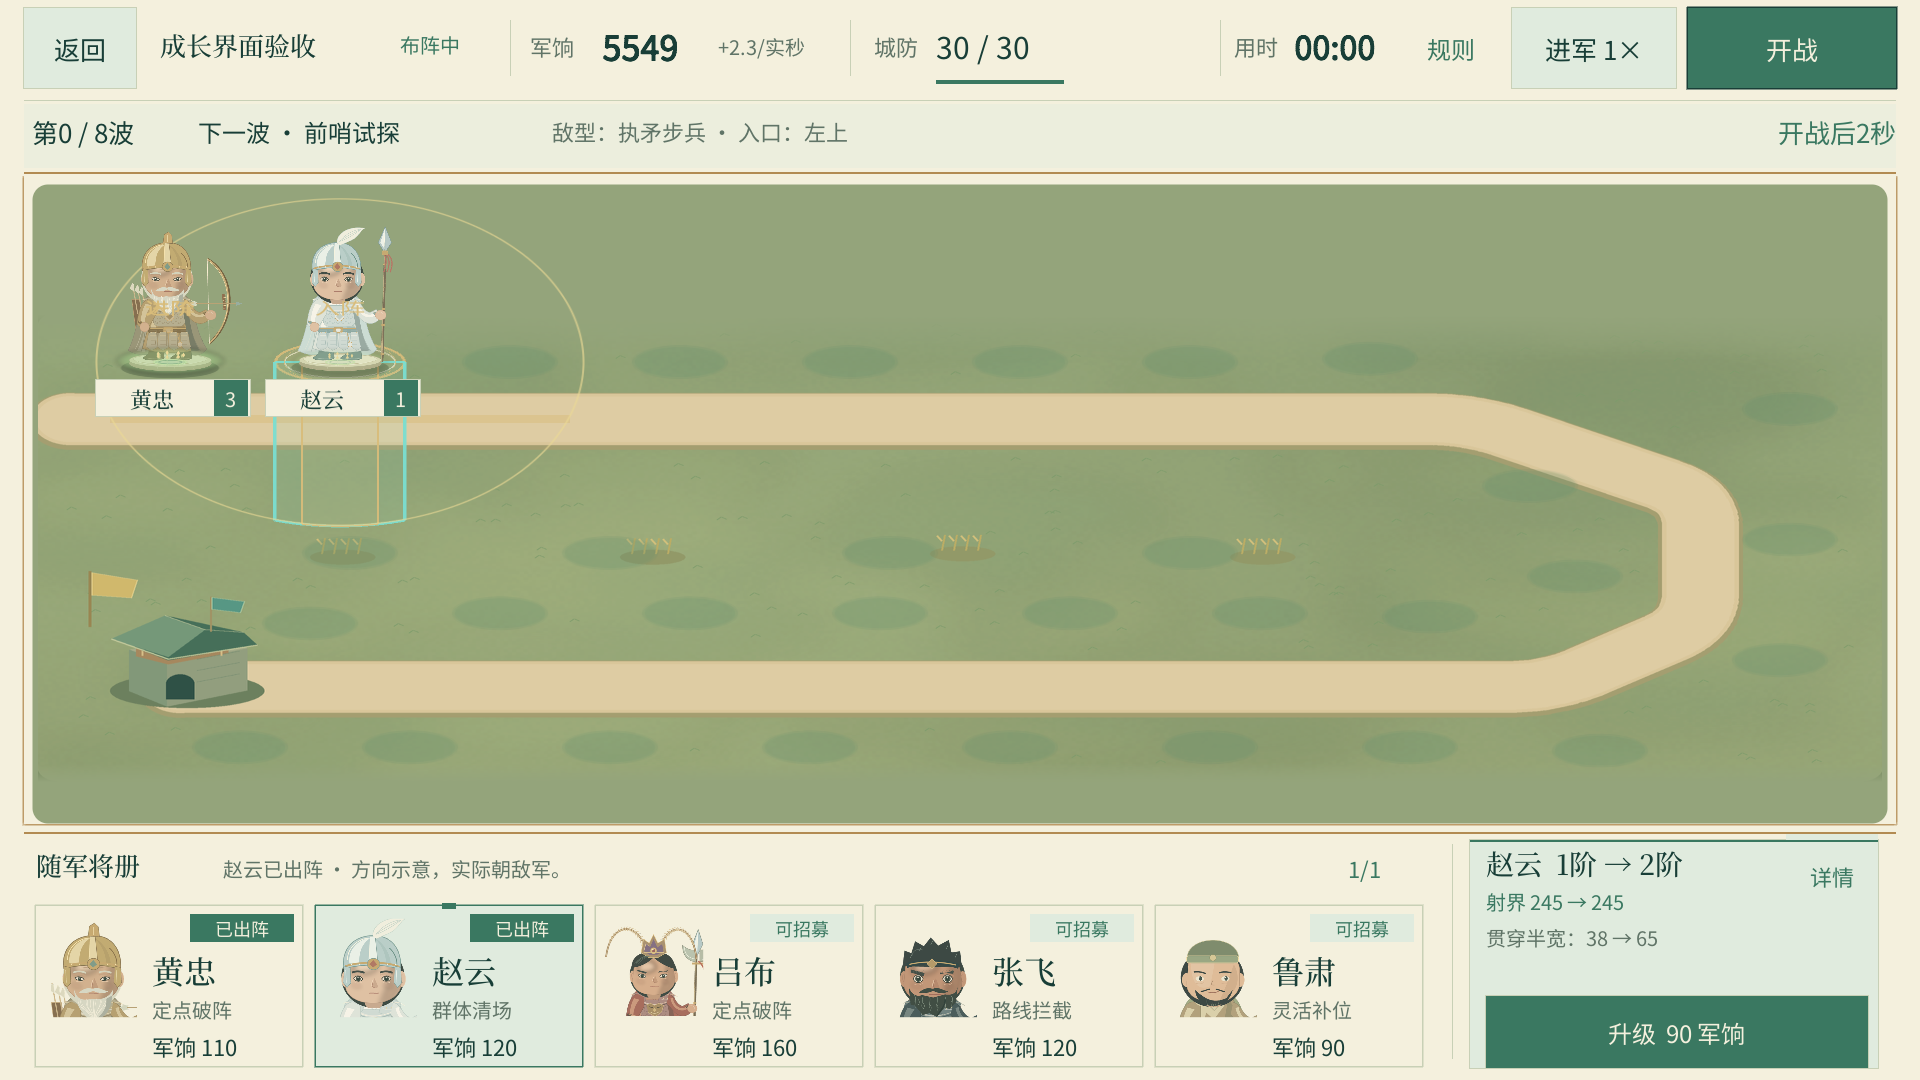 返回
成长界面验收
布阵中
军饷 5549 +2.3/实秒
城防 30 / 30
用时 00:00
规则
进军 1×
开战
第0 / 8波
下一波 · 前哨试探
敌型：执矛步兵 · 入口：左上
开战后2秒
黄忠 3
赵云 1
随军将册
赵云已出阵 · 方向示意，实际朝敌军。
1/1
已出阵
黄忠
定点破阵
军饷 110
已出阵
赵云
群体清场
军饷 120
可招募
吕布
定点破阵
军饷 160
可招募
张飞
路线拦截
军饷 120
可招募
鲁肃
灵活补位
军饷 90
赵云 1阶 → 2阶
详情
射界 245 → 245
贯穿半宽：38 → 65
升级 90 军饷